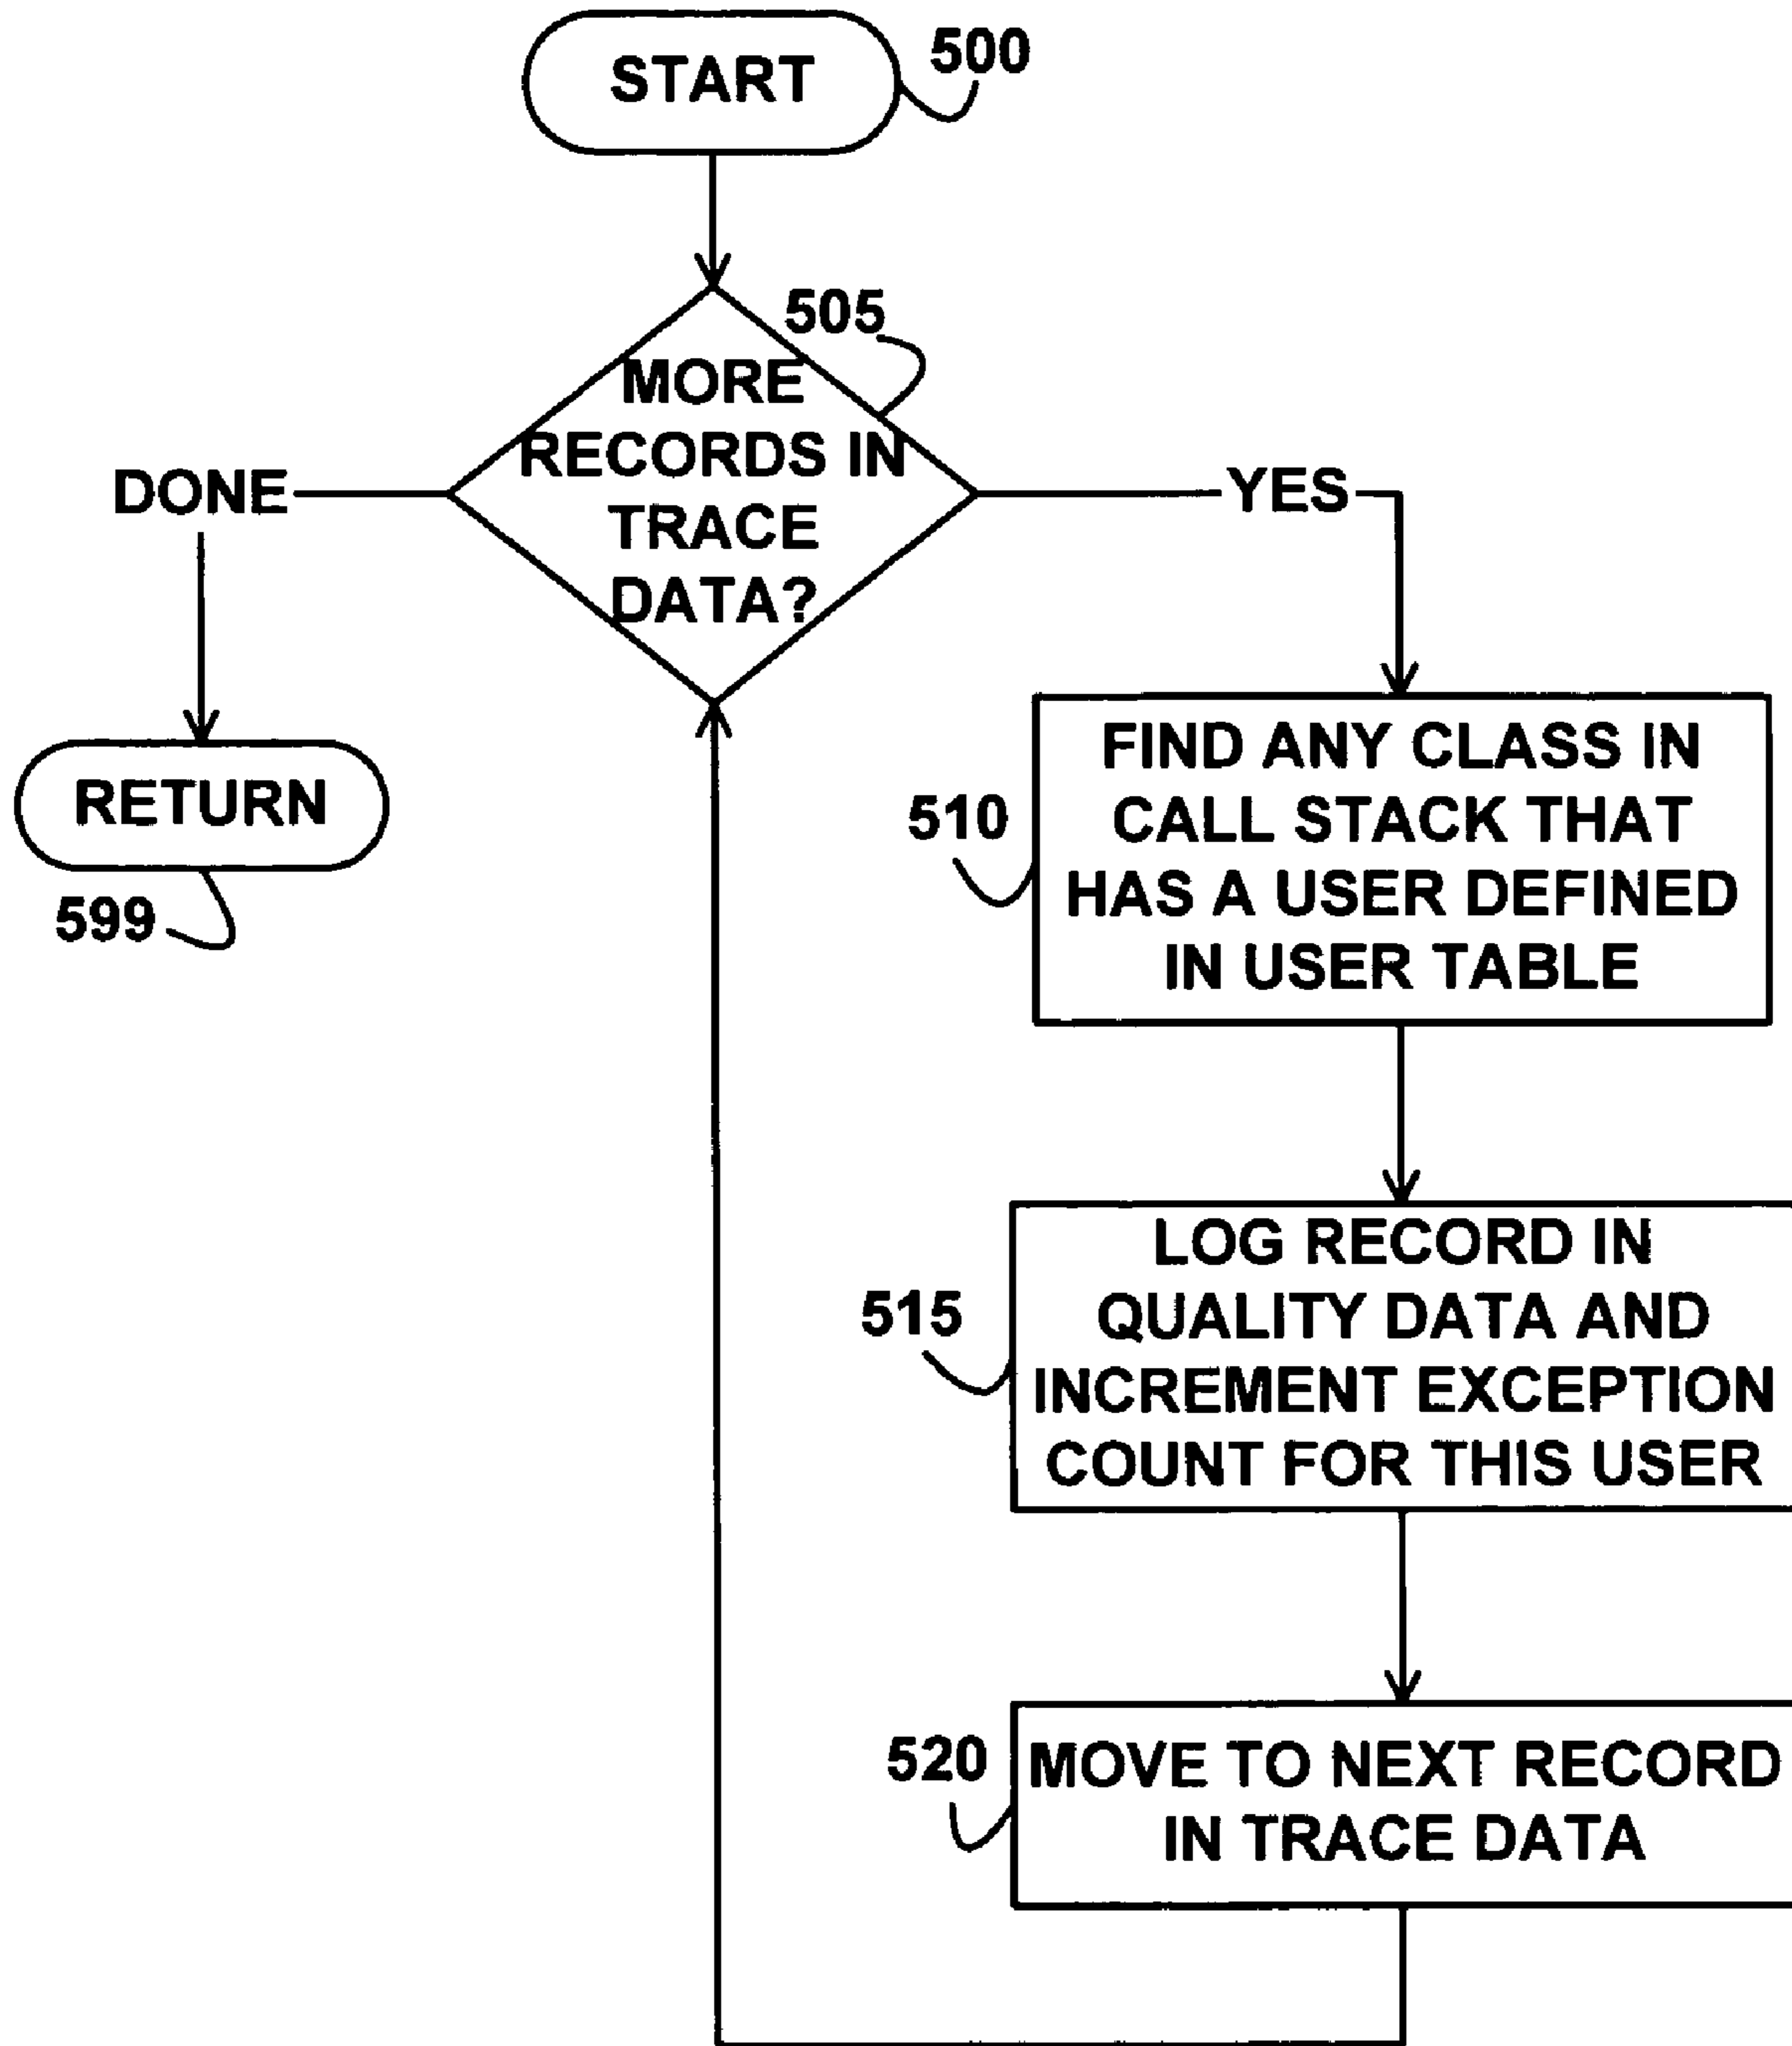 START
500
505
MORE
RECORDS IN
TRACE
DATA?
DONE
YES
RETURN
599
510
FIND ANY CLASS IN
CALL STACK THAT
HAS A USER DEFINED
IN USER TABLE
515
LOG RECORD IN
QUALITY DATA AND
INCREMENT EXCEPTION
COUNT FOR THIS USER
520
MOVE TO NEXT RECORD
IN TRACE DATA